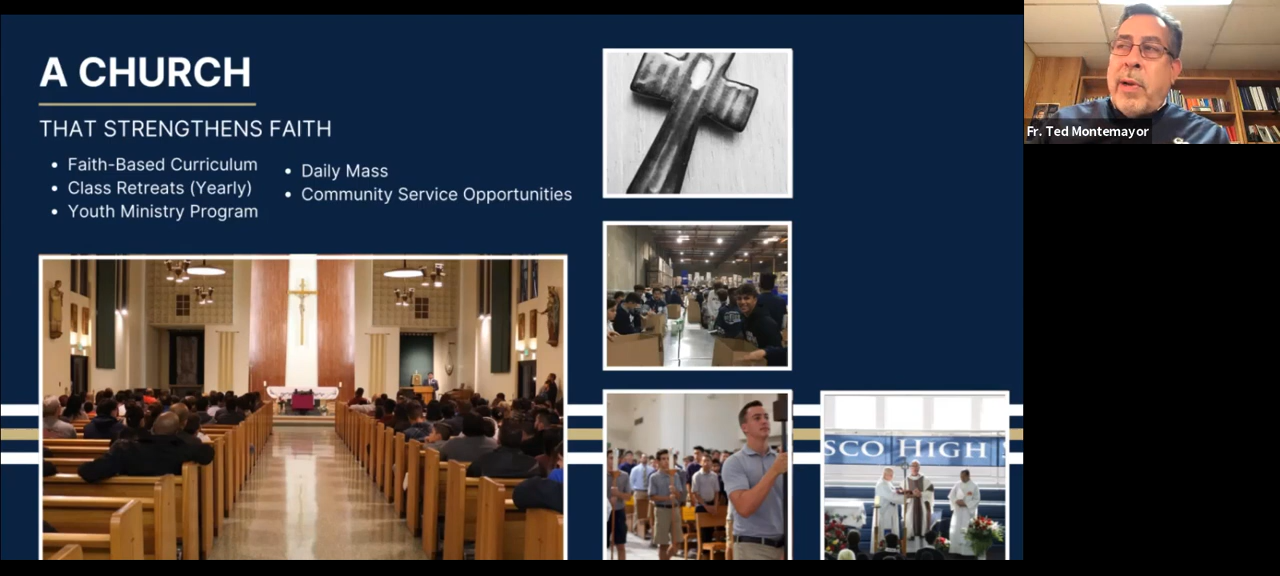 A CHURCH
THAT STRENGTHENS FAITH
• Faith-Based Curriculum
• Class Retreats (Yearly)
• Youth Ministry Program
• Daily Mass
• Community Service Opportunities
SCO HIGH
Fr. Ted Montemayor